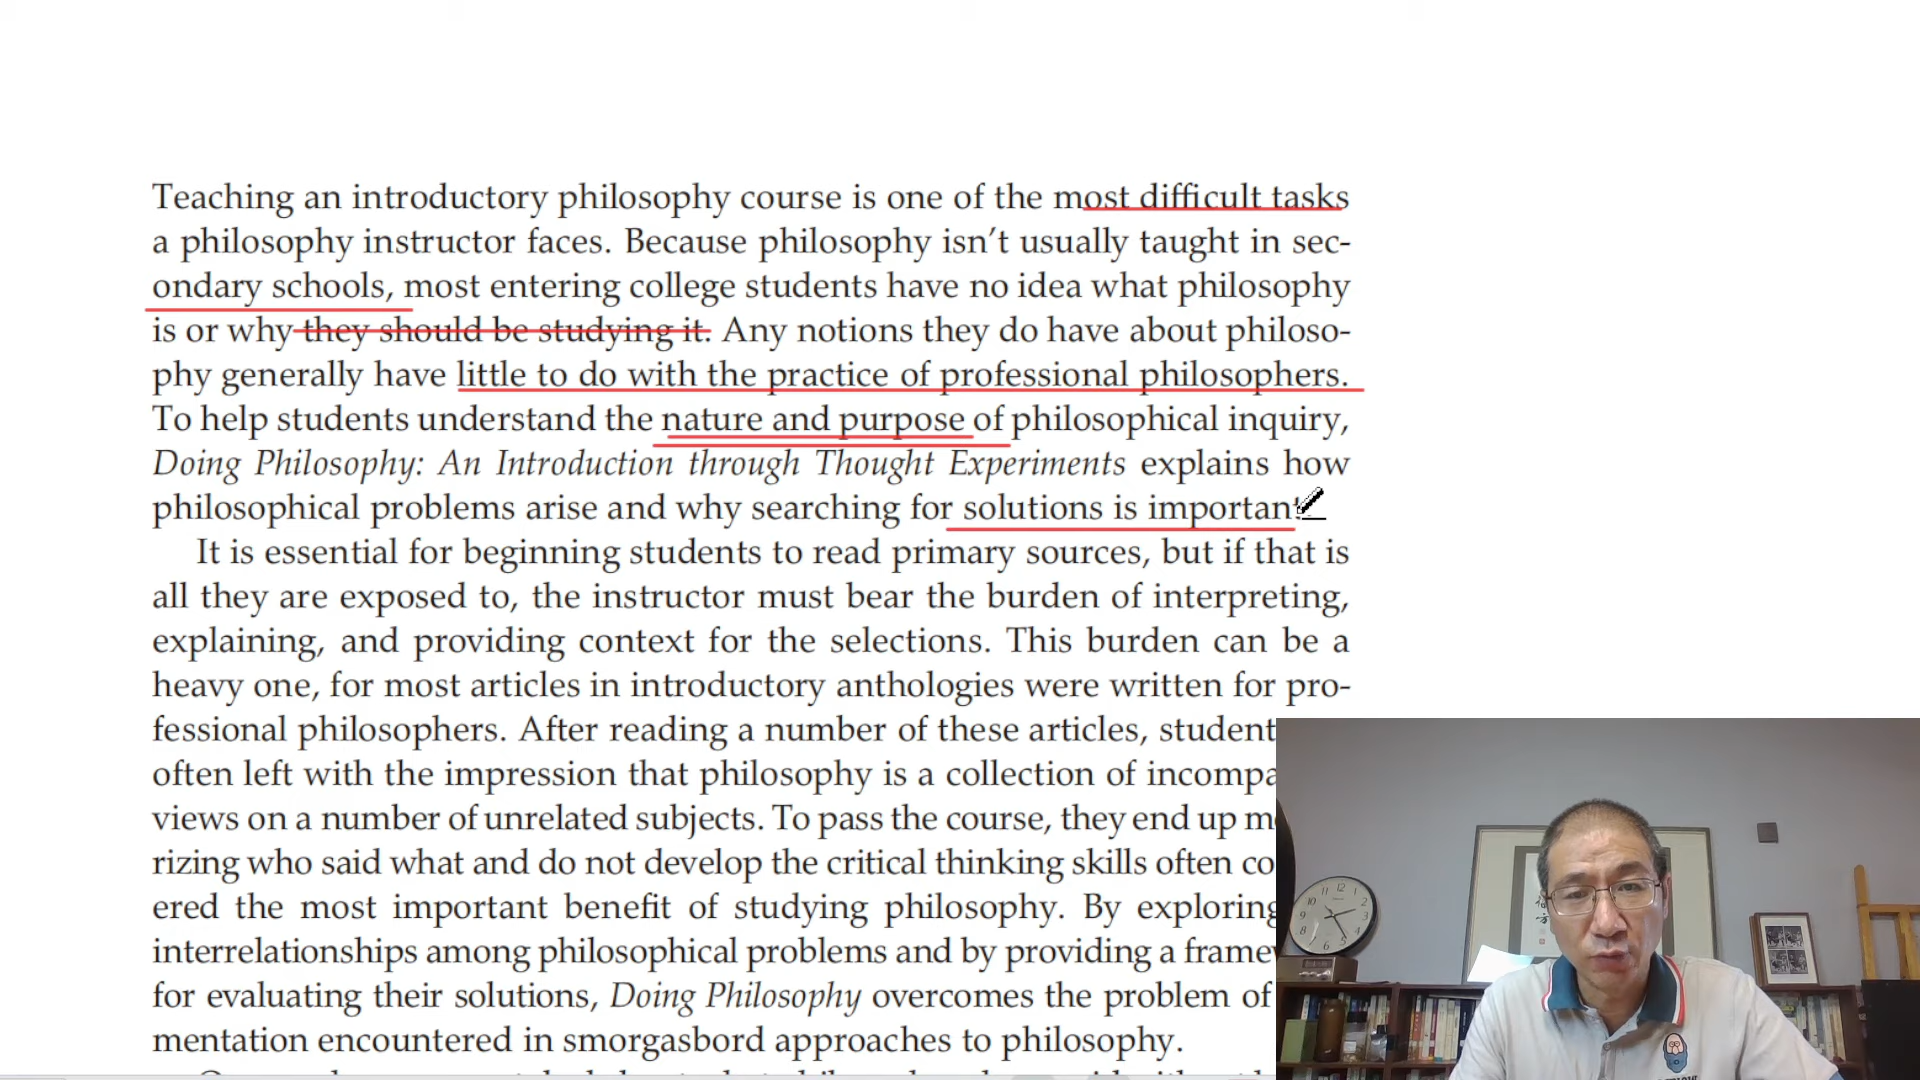 Teaching an introductory philosophy course is one of the most difficult tasks
a philosophy instructor faces. Because philosophy isn’t usually taught in sec-
ondary schools, most entering college students have no idea what philosophy
is or why they should be studying it. Any notions they do have about philoso-
phy generally have little to do with the practice of professional philosophers.
To help students understand the nature and purpose of philosophical inquiry,
Doing Philosophy: An Introduction through Thought Experiments explains how
philosophical problems arise and why searching for solutions is important
It is essential for beginning students to read primary sources, but if that is
all they are exposed to, the instructor must bear the burden of interpreting,
explaining, and providing context for the selections. This burden can be a
heavy one, for most articles in introductory anthologies were written for pro-
fessional philosophers. After reading a number of these articles, student
often left with the impression that philosophy is a collection of incompa
views on a number of unrelated subjects. To pass the course, they end up m
rizing who said what and do not develop the critical thinking skills often co
ered the most important benefit of studying philosophy. By exploring
interrelationships among philosophical problems and by providing a frame
for evaluating their solutions, Doing Philosophy overcomes the problem of
mentation encountered in smorgasbord approaches to philosophy.